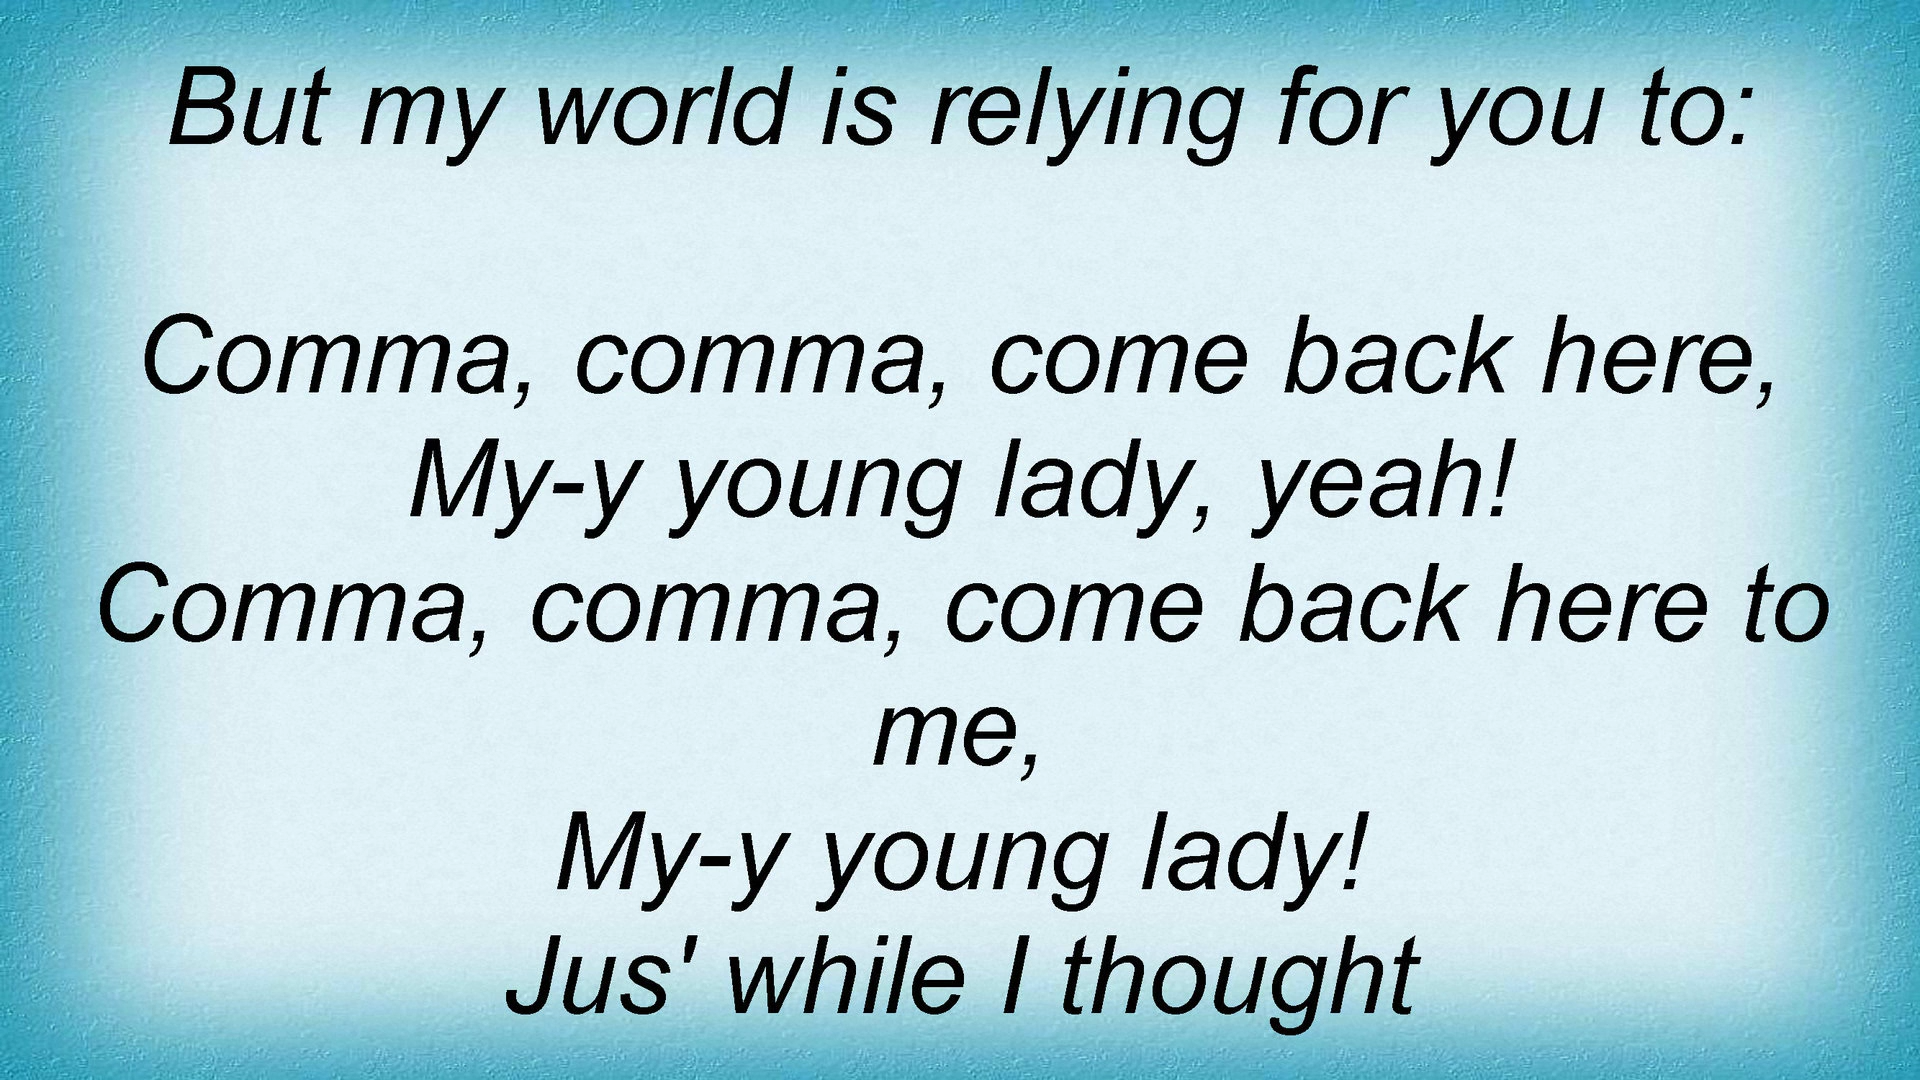 But my world is relying for you to:
Comma, comma, come back here,
My-y young lady, yeah!
Comma, comma, come back here to
me,
My-y young lady!
Jus' while I thought